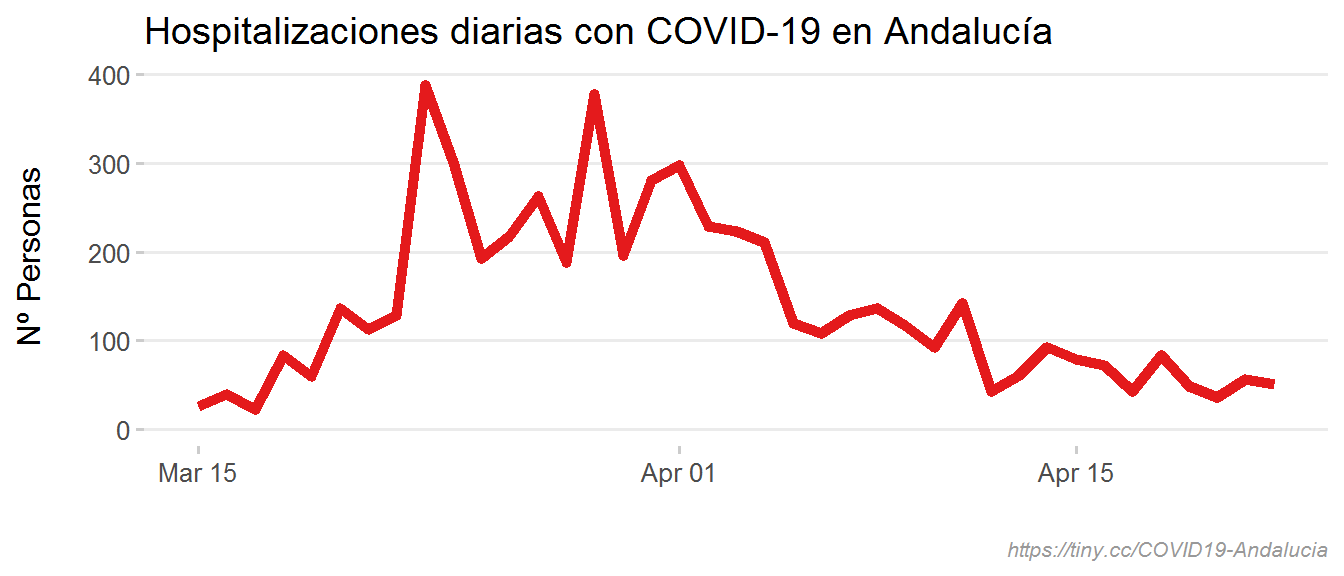 Hospitalizaciones diarias con COVID-19 en Andalucía
Nº Personas
400
300
200
100
0
Mar 15
Apr 01
Apr 15
https://tiny.cc/COVID19-Andalucia